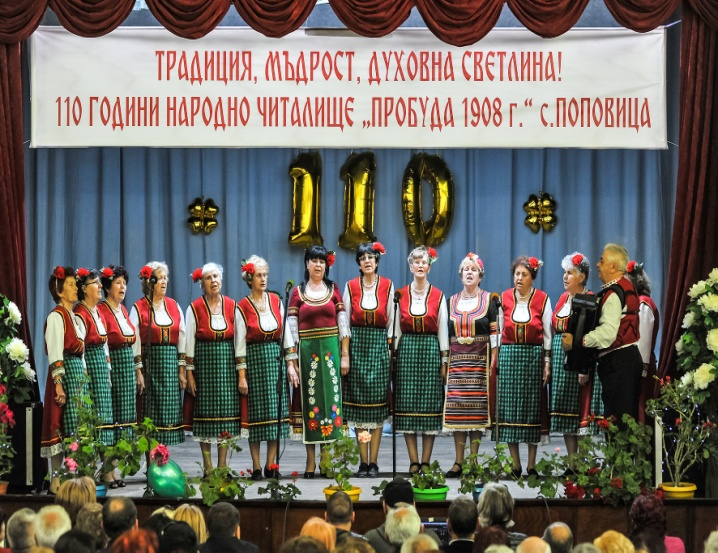 ТРАДИЦИЯ, МЪДРОСТ, ДУХОВНА СВЕТЛИНА!
110 ГОДИНИ НАРОДНО ЧИТАЛИЩЕ „ПРОБУДА 1908 г.“ с.ПОПОВИЦА
110